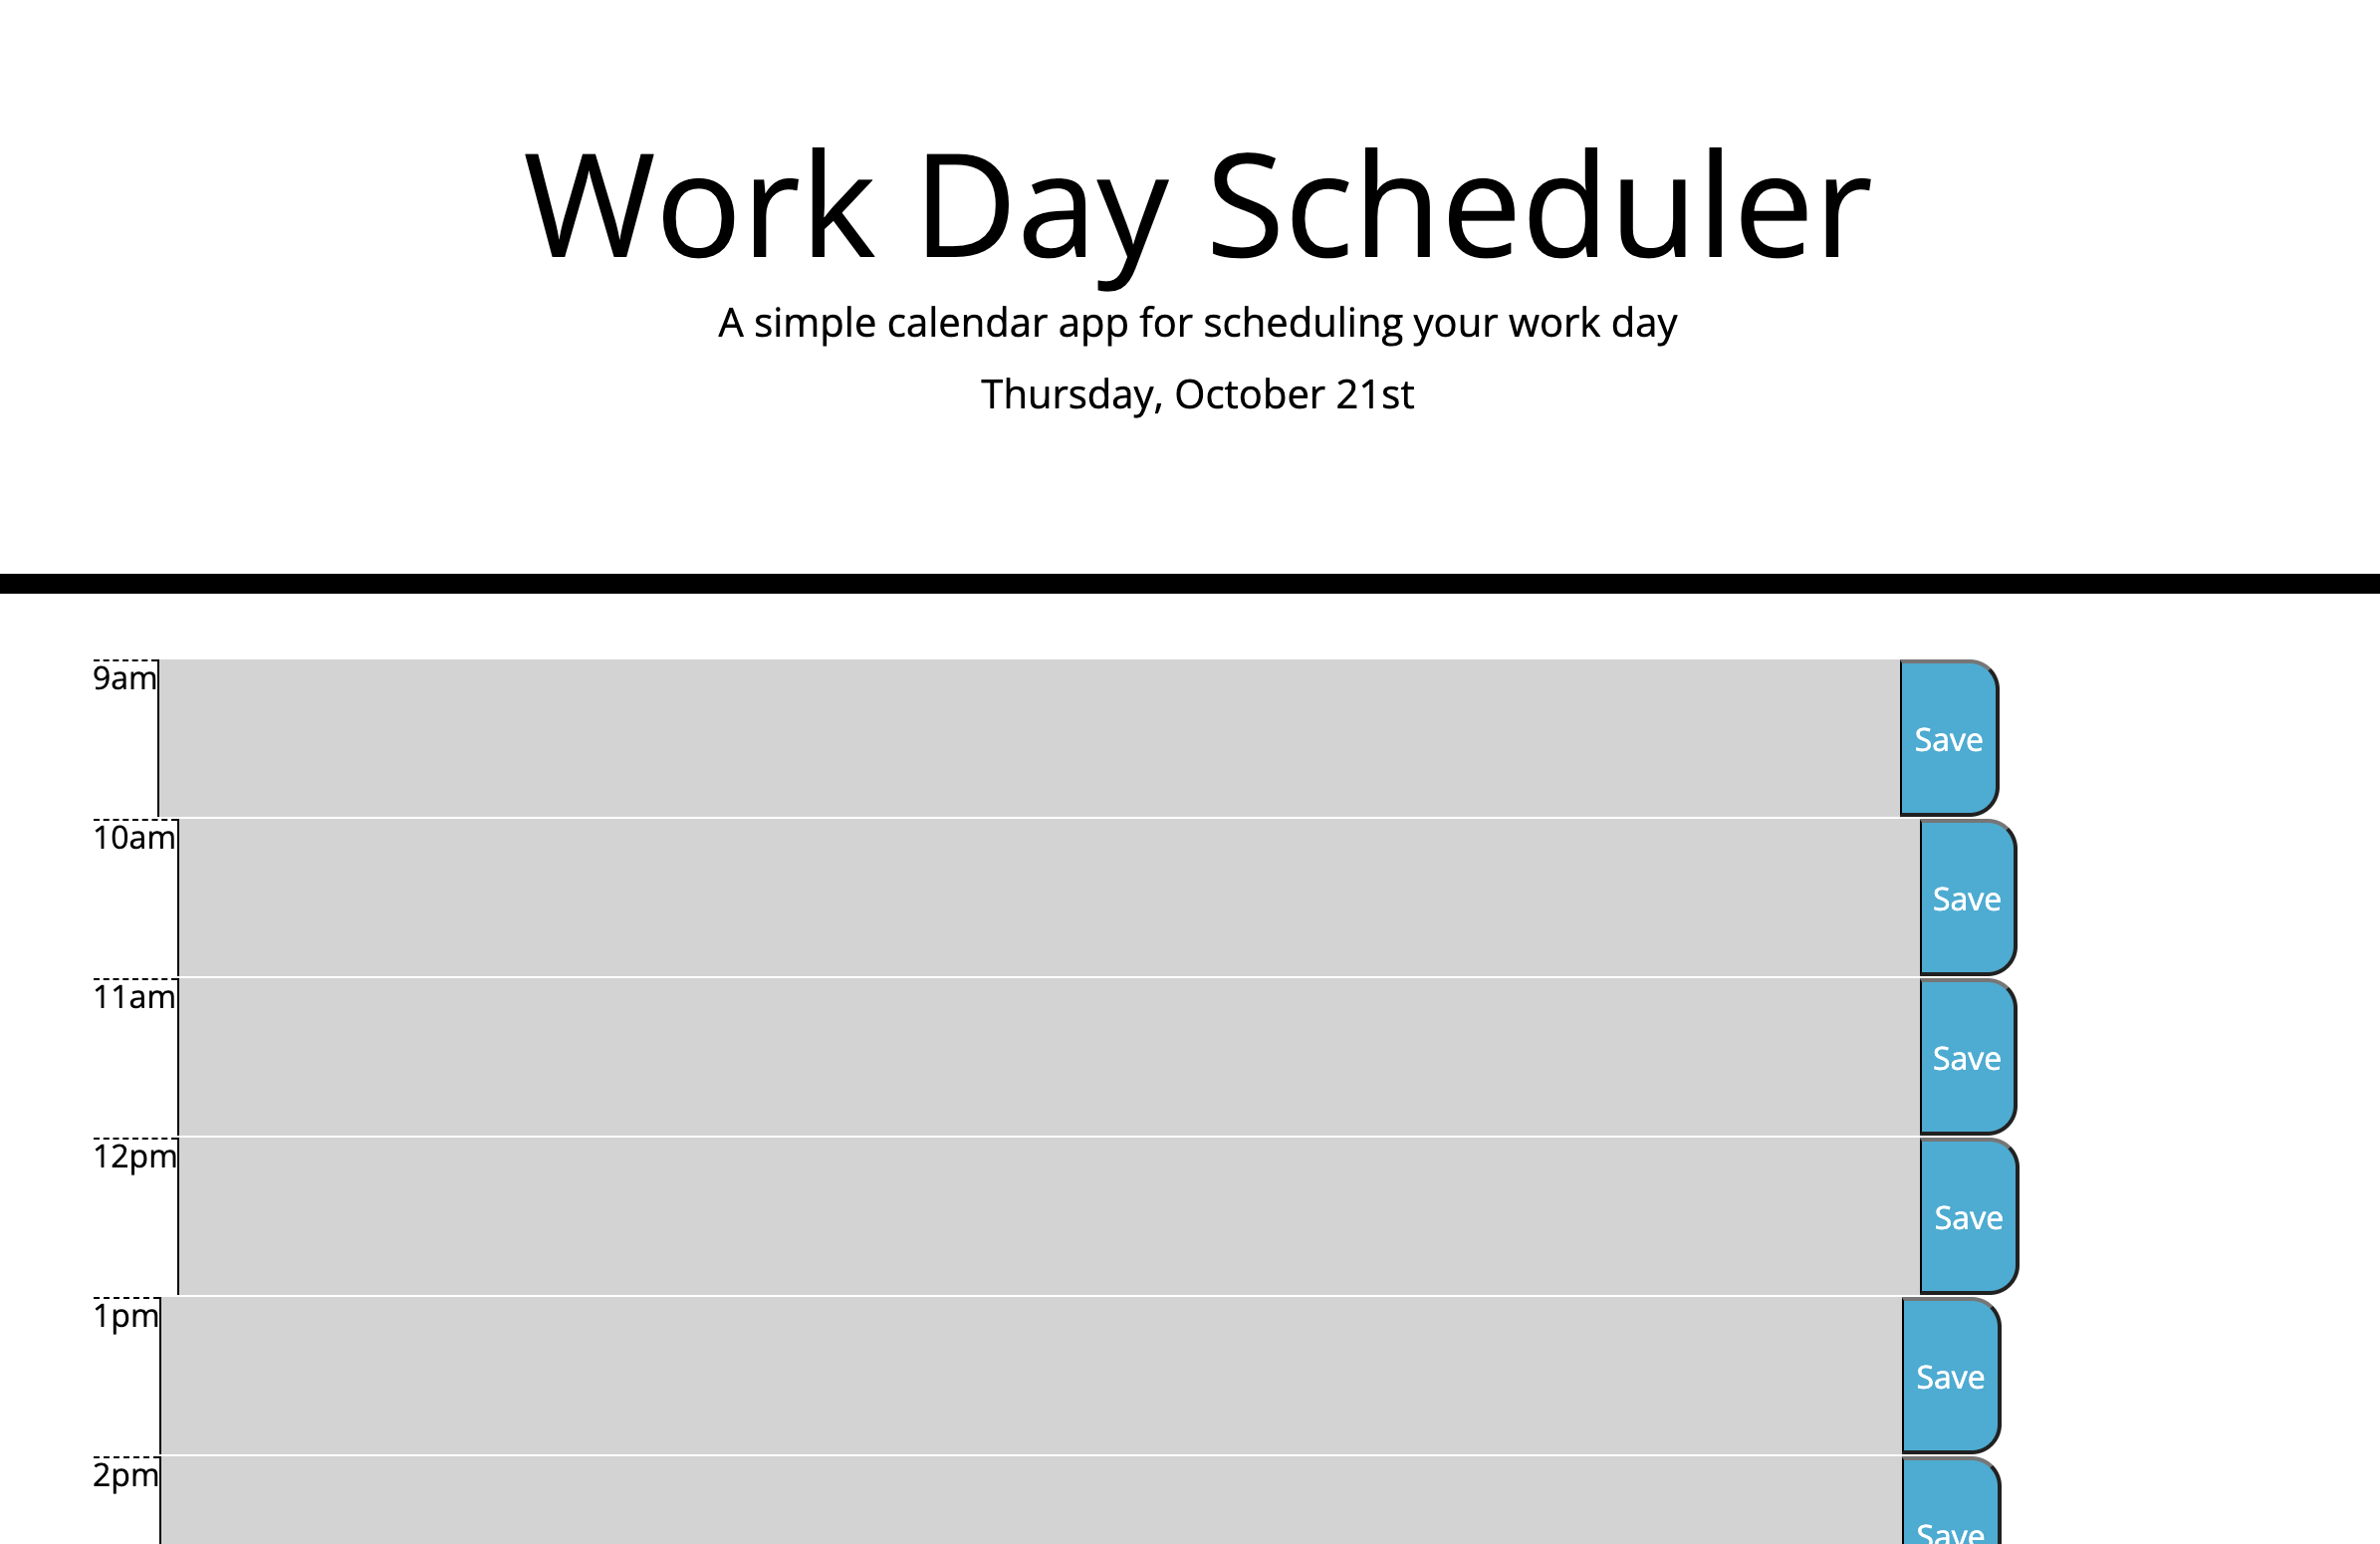 Work Day Scheduler
A simple calendar app for scheduling your work day
Thursday, October 21st
9am
Save
10am
Save
11am
Save
12pm
Save
1pm
Save
2pm
Save